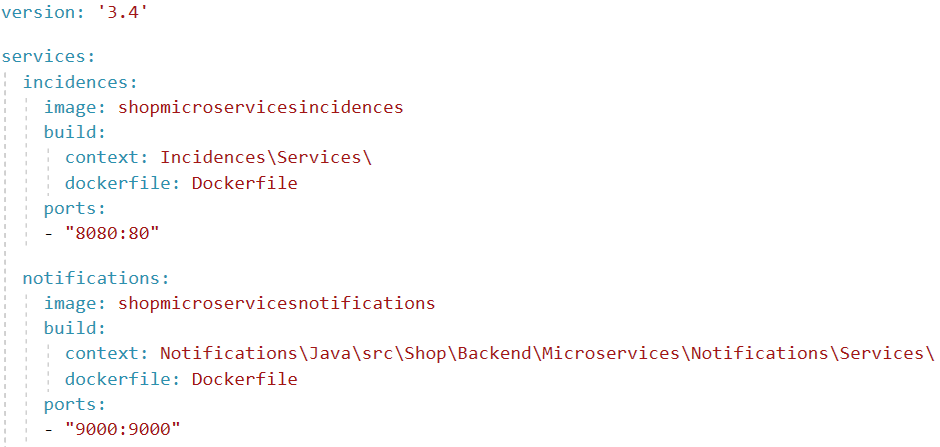 version: '3.4'
services:
incidences:
image: shopmicroservicesincidences
build:
context: Incidences\Services\
dockerfile: Dockerfile
ports:
- "8080:80"
notifications:
image: shopmicroservicesnotifications
build:
context: Notifications\Java\src\Shop\Backend\Microservices\Notifications\Services\
dockerfile: Dockerfile
ports:
- "9000:9000"